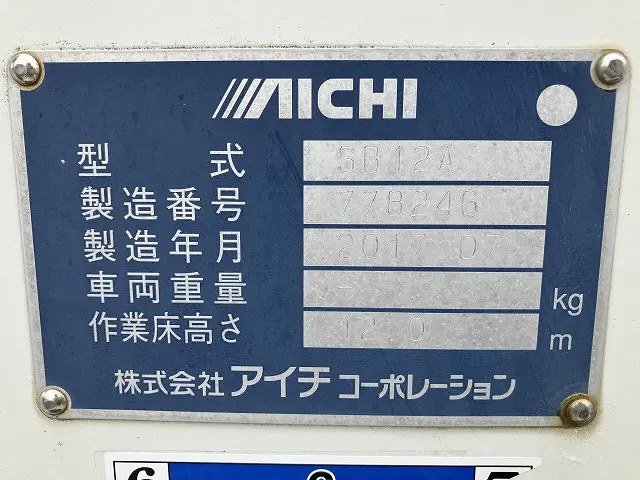 AICHI
型式 SB12A
製造番号 778246
製造年月 2017.07
車両重量 - kg
作業床高さ 12.0 m
株式会社アイチコーポレーション